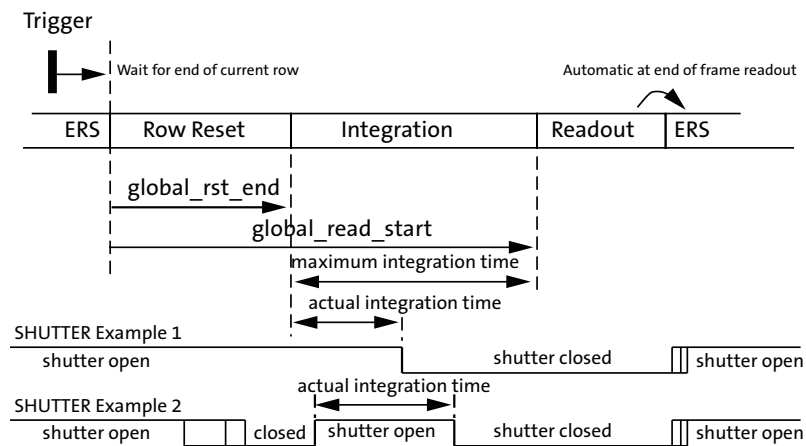 Trigger
Wait for end of current row
Automatic at end of frame readout
ERS Row Reset Integration Readout ERS
global_rst_end
global_read_start
maximum integration time
actual integration time
SHUTTER Example 1
shutter open shutter closed shutter open
actual integration time
SHUTTER Example 2
shutter open closed shutter open shutter closed shutter open